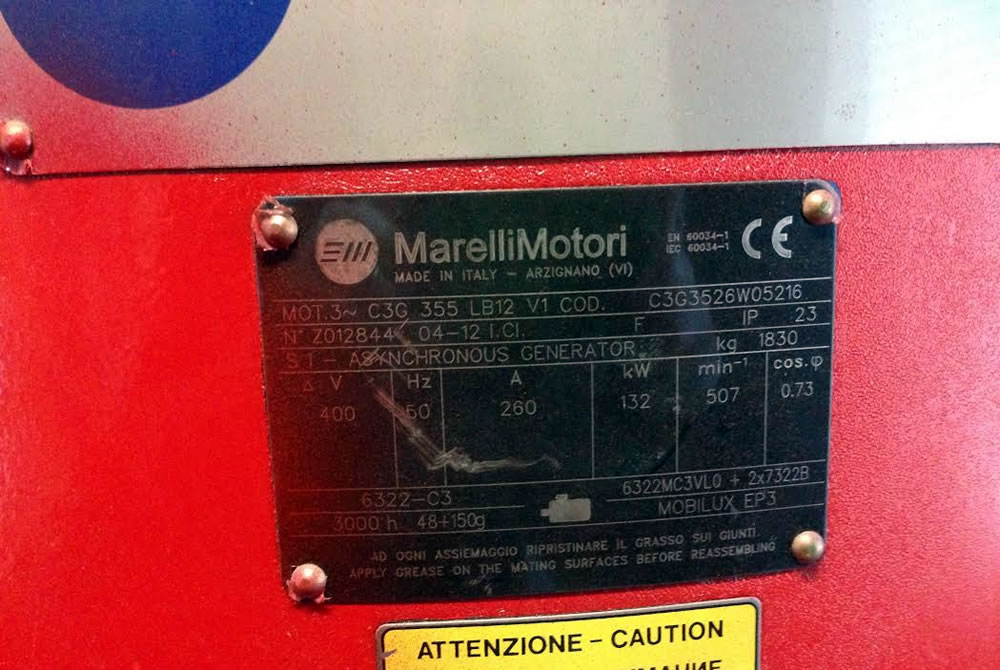 MarelliMotori
MADE IN ITALY - ARZIGNANO (VI)
EN 60034-1
IEC 60034-1
CE
MOT.3~ C3G 355 LB12 V1 COD. C3G3526W05216
N° Z012844 04-12 I.CI. F IP 23
S 1 - ASYNCHRONOUS GENERATOR kg 1830
Δ V Hz A kW min⁻¹ cos.φ
400 50 260 132 507 0.73
6322-C3 6322MC3VL0 + 2x7322B
3000 h 48+150g MOBILUX EP3
AD OGNI ASSIEMAGGIO RIPRISTINARE IL GRASSO SUI GIUNTI.
APPLY GREASE ON THE MATING SURFACES BEFORE REASSEMBLING
ATTENZIONE - CAUTION